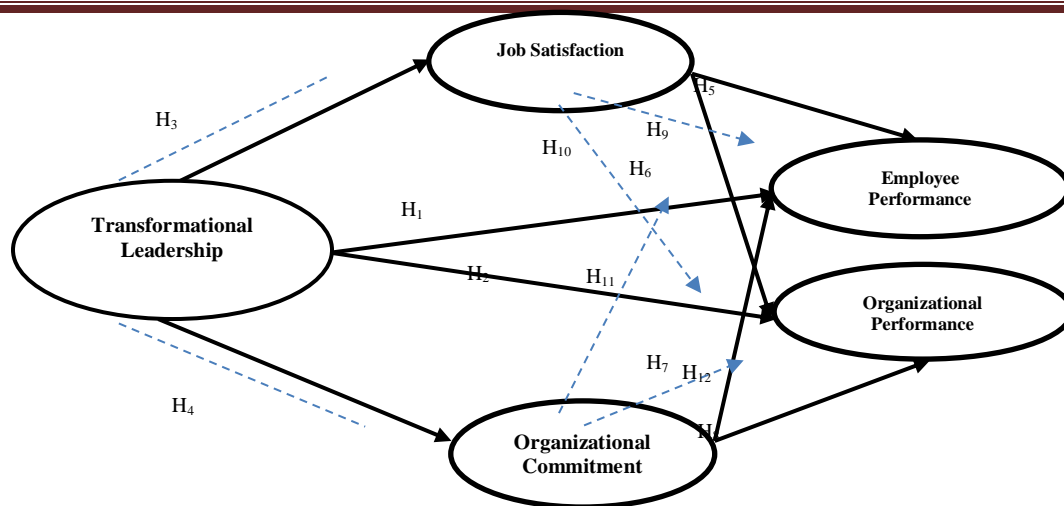 Job Satisfaction
H5
H3
H9
H10
H6
Employee
Performance
H1
Transformational
Leadership
H2
H11
Organizational
Performance
H7
H12
H4
H
Organizational
Commitment